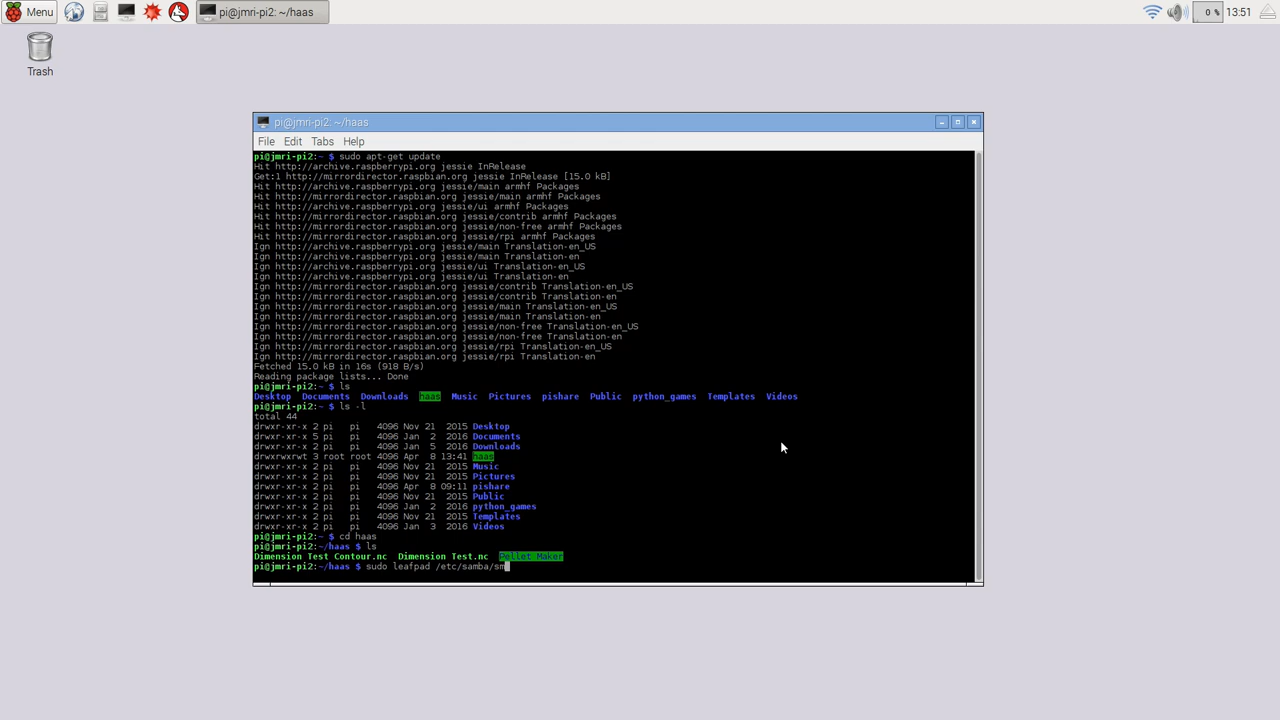 Menu
pi@jmri-pi2: ~/haas
0 %
13:51
Trash
pi@jmri-pi2: ~/haas
File Edit Tabs Help
pi@jmri-pi2:~ $ sudo apt-get update
Hit http://archive.raspberrypi.org jessie InRelease
Get:1 http://mirrordirector.raspbian.org jessie InRelease [15.0 kB]
Hit http://archive.raspberrypi.org jessie/main armhf Packages
Hit http://mirrordirector.raspbian.org jessie/main armhf Packages
Hit http://archive.raspberrypi.org jessie/ui armhf Packages
Hit http://mirrordirector.raspbian.org jessie/contrib armhf Packages
Hit http://mirrordirector.raspbian.org jessie/non-free armhf Packages
Hit http://mirrordirector.raspbian.org jessie/rpi armhf Packages
Ign http://archive.raspberrypi.org jessie/main Translation-en_US
Ign http://archive.raspberrypi.org jessie/main Translation-en
Ign http://archive.raspberrypi.org jessie/ui Translation-en_US
Ign http://archive.raspberrypi.org jessie/ui Translation-en
Ign http://mirrordirector.raspbian.org jessie/contrib Translation-en_US
Ign http://mirrordirector.raspbian.org jessie/contrib Translation-en
Ign http://mirrordirector.raspbian.org jessie/main Translation-en_US
Ign http://mirrordirector.raspbian.org jessie/main Translation-en
Ign http://mirrordirector.raspbian.org jessie/non-free Translation-en_US
Ign http://mirrordirector.raspbian.org jessie/non-free Translation-en
Ign http://mirrordirector.raspbian.org jessie/rpi Translation-en_US
Ign http://mirrordirector.raspbian.org jessie/rpi Translation-en
Fetched 15.0 kB in 16s (918 B/s)
Reading package lists... Done
pi@jmri-pi2:~ $ ls
Desktop Documents Downloads haas Music Pictures pishare Public python_games Templates Videos
pi@jmri-pi2:~ $ ls -l
total 44
drwxr-xr-x 2 pi pi 4096 Nov 21 2015 Desktop
drwxr-xr-x 5 pi pi 4096 Jan 2 2016 Documents
drwxr-xr-x 2 pi pi 4096 Jan 5 2016 Downloads
drwxrwxrwt 3 root root 4096 Apr 8 13:41 haas
drwxr-xr-x 2 pi pi 4096 Nov 21 2015 Music
drwxr-xr-x 2 pi pi 4096 Nov 21 2015 Pictures
drwxr-xr-x 2 pi pi 4096 Apr 8 09:11 pishare
drwxr-xr-x 2 pi pi 4096 Nov 21 2015 Public
drwxr-xr-x 2 pi pi 4096 Jan 2 2016 python_games
drwxr-xr-x 2 pi pi 4096 Nov 21 2015 Templates
drwxr-xr-x 2 pi pi 4096 Jan 3 2016 Videos
pi@jmri-pi2:~ $ cd haas
pi@jmri-pi2:~/haas $ ls
Dimension Test Contour.nc Dimension Test.nc Pellet Maker
pi@jmri-pi2:~/haas $ sudo leafpad /etc/samba/sm